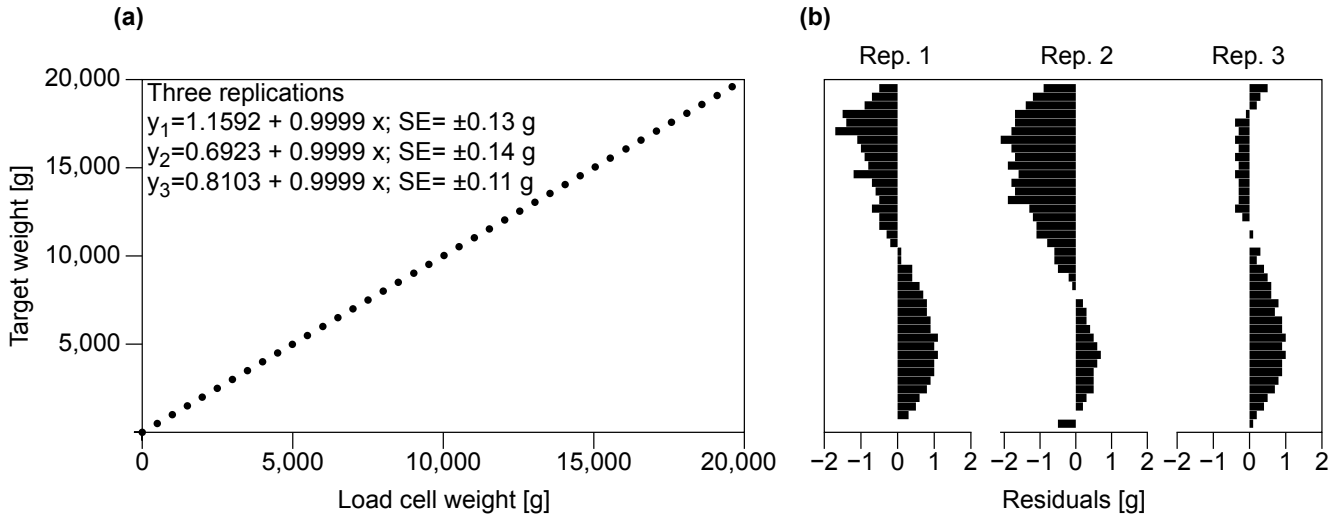 (a)
Target weight [g]
20,000
15,000
10,000
5,000
Three replications
y1=1.1592 + 0.9999 x; SE= ±0.13 g
y2=0.6923 + 0.9999 x; SE= ±0.14 g
y3=0.8103 + 0.9999 x; SE= ±0.11 g
0 5,000 10,000 15,000 20,000
Load cell weight [g]
(b)
Rep. 1 Rep. 2 Rep. 3
−2 −1 0 1 2 −2 −1 0 1 2 −2 −1 0 1 2
Residuals [g]